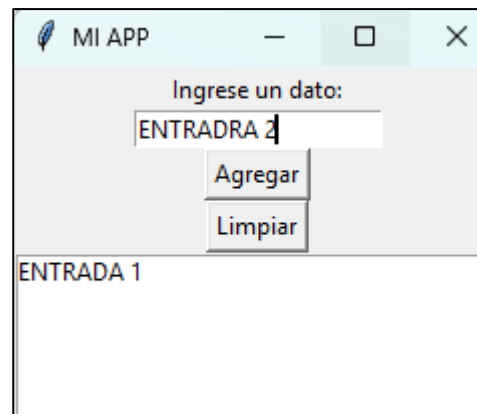 MI APP
Ingrese un dato:
ENTRADRA 2
Agregar
Limpiar
ENTRADA 1